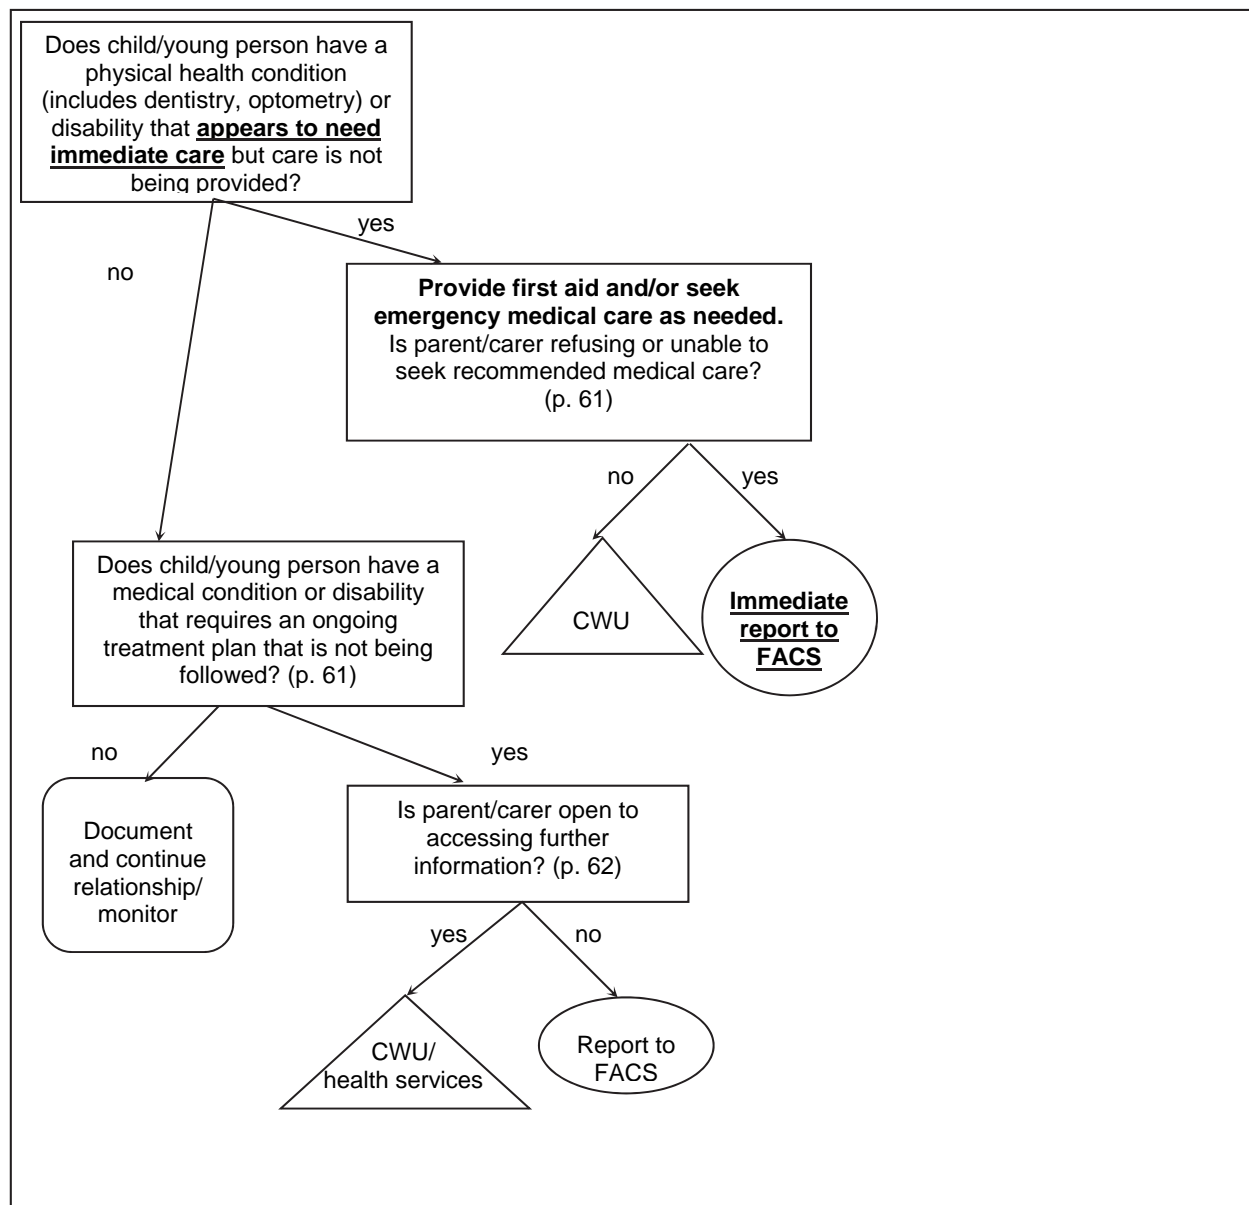 Does child/young person have a
physical health condition
(includes dentistry, optometry) or
disability that appears to need
immediate care but care is not
being provided?
yes
no
Provide first aid and/or seek
emergency medical care as needed.
Is parent/carer refusing or unable to
seek recommended medical care?
(p. 61)
no
yes
CWU
Immediate
report to
FACS
Does child/young person have a
medical condition or disability
that requires an ongoing
treatment plan that is not being
followed? (p. 61)
no
yes
Document
and continue
relationship/
monitor
Is parent/carer open to
accessing further
information? (p. 62)
yes
no
CWU/
health services
Report to
FACS